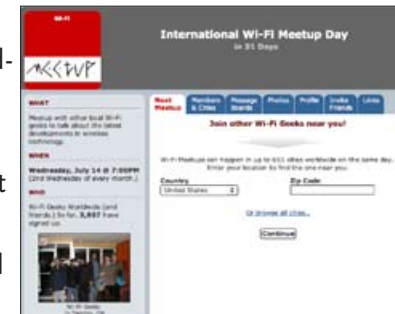 Wi-Fi
MEETUP
International Wi-Fi Meetup Day
in 31 Days
WHAT
Meetup with other local Wi-Fi
geeks to talk about the latest
developments in wireless
technology.
WHEN
Wednesday, July 14 @ 7:00PM
(2nd Wednesday of every month.)
WHO
Wi-Fi Geeks Worldwide (and
friends.) So far, have
signed up.
Wi-Fi Geeks
Next Meetup
Members & Cities
Message Boards
Photos
Profile
Invite Friends
Links
Join other Wi-Fi Geeks near you!
Wi-Fi Meetups can happen in up to cities worldwide on the same day.
Enter your location to find the one near you.
Country
Zip Code
United States
Or browse all cities...
Continue